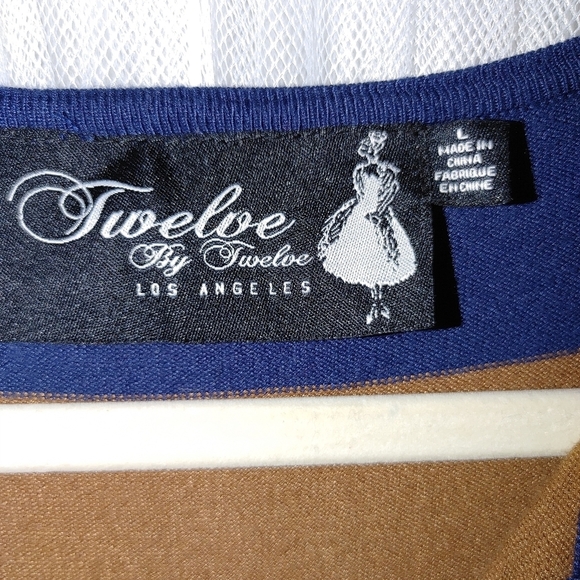 Twelve
By Twelve
LOS ANGELES
L
MADE IN
CHINA
FABRIQUE
EN CHINE